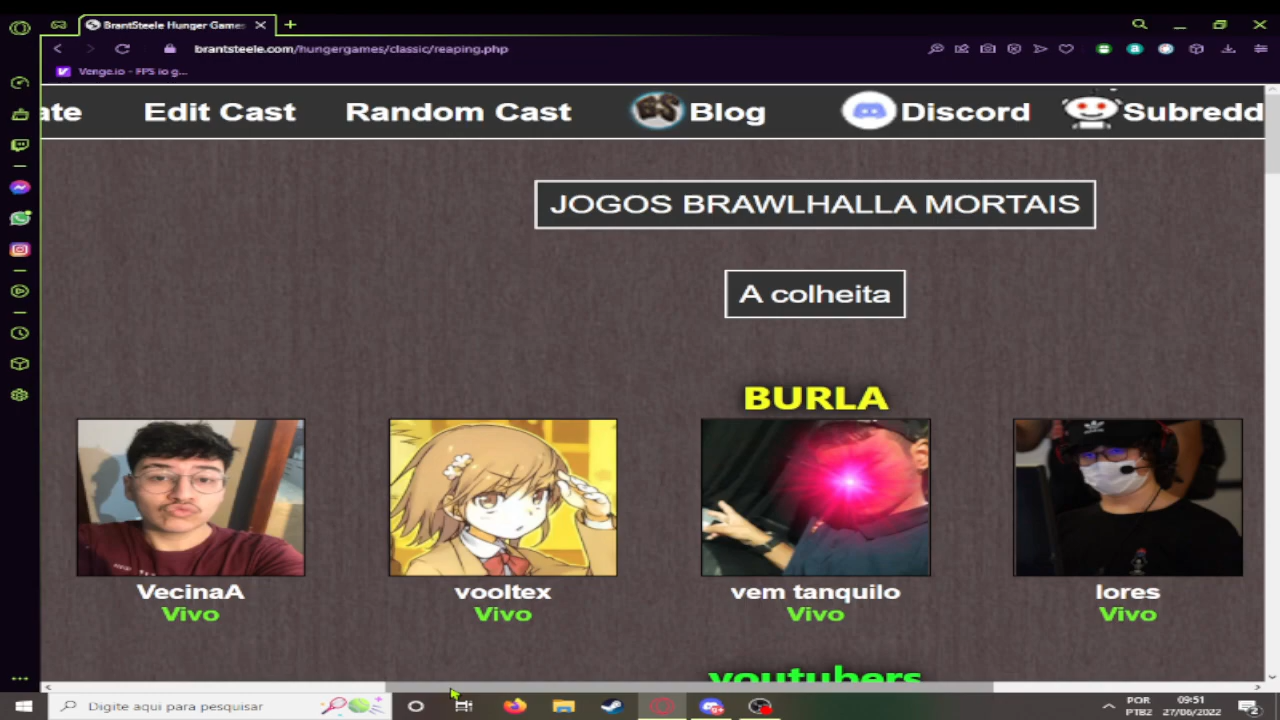 BrantSteele Hunger Games
brantsteele.com/hungergames/classic/reaping.php
Venge.io - FPS io g...
ate Edit Cast Random Cast Blog Discord Subredd
JOGOS BRAWLHALLA MORTAIS
A colheita
BURLA
VecinaA vooltex vem tanquilo lores
Vivo Vivo Vivo Vivo
youtubers
Digite aqui para pesquisar
POR 09:51
PTB2 27/06/2022 2